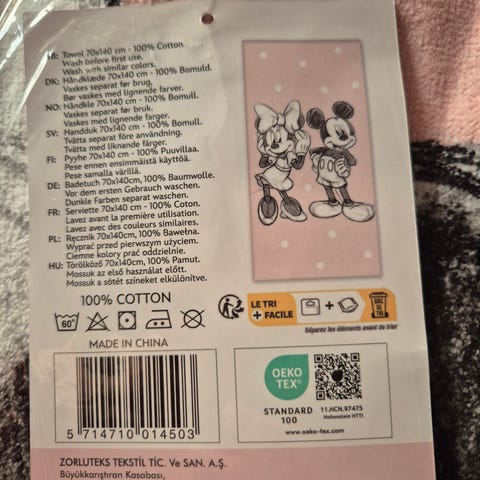 GB: Towel 70x140 cm - 100% Cotton.
Wash before first use.
Wash with similar colors.
DK: Håndklæde 70x140 cm - 100% Bomuld.
Vaskes separat før brug.
Bør vaskes med lignende farver.
NO: Håndkle 70x140 cm - 100% Bomull.
Vaskes separat før bruk.
Vaskes med lignende farger.
SV: Handduk 70x140 cm - 100% Bomull.
Tvätta separat före användning.
Tvätta med liknande färger.
FI: Pyyhe 70x140 cm - 100% Puuvillaa.
Pese ennen ensimmäistä käyttöä.
Pese samalla värillä.
DE: Badetuch 70x140cm, 100% Baumwolle.
Vor dem ersten Gebrauch waschen.
Dunkle Farben separat waschen.
FR: Serviette 70x140 cm - 100% Coton.
Lavez avant la première utilisation.
Lavez avec des couleurs similaires.
PL: Ręcznik 70x140cm, 100% Bawełna.
Wyprać przed pierwszym użyciem.
Ciemne kolory prać oddzielnie.
HU: Törölköző 70x140cm, 100% Pamut.
Mossuk az első használat előtt.
Mossuk a sötét színeket elkülönítve.
100% COTTON
60°
MADE IN CHINA
5 714710 014503
LE TRI
+ FACILE
+
BAC
DE
TRI
Séparez les éléments avant de trier
OEKO
TEX®
STANDARD
100
11.HCN.97475
Hohenstein HTTI
www.oeko-tex.com
ZORLUTEKS TEKSTİL TİC. Ve SAN. A.Ş.
Büyükkarıştıran Kasabası,